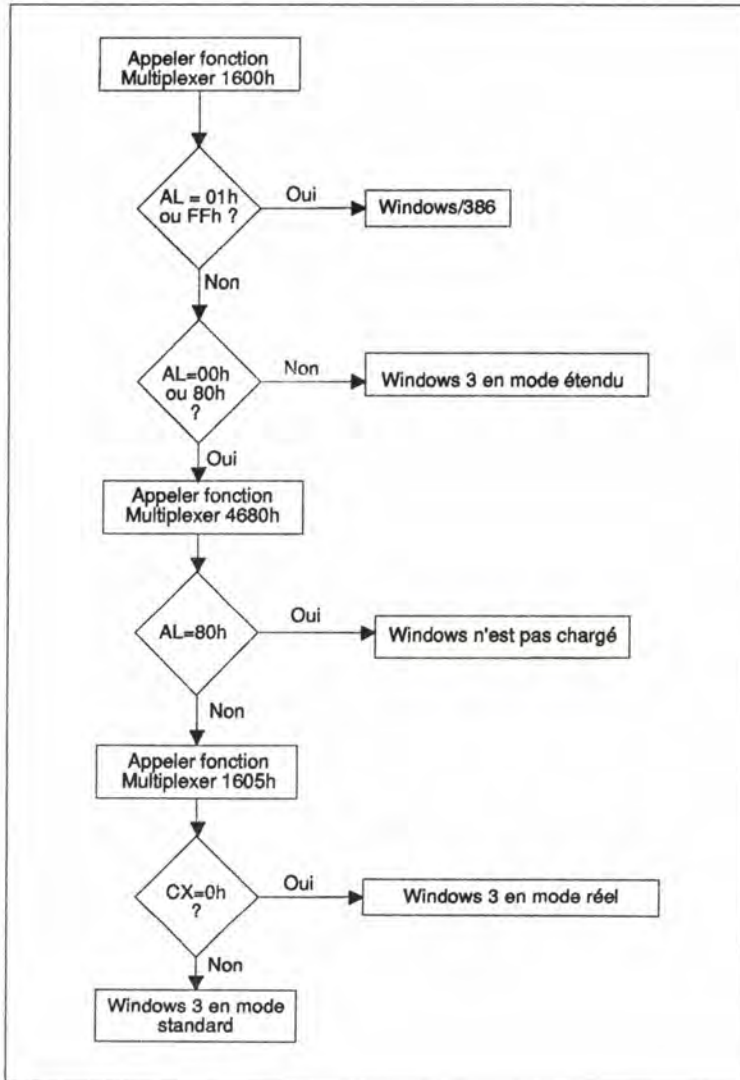 Appeler fonction
Multiplexer 1600h
AL = 01h
ou FFh ?
Oui
Windows/386
Non
AL=00h
ou 80h
?
Non
Windows 3 en mode étendu
Oui
Appeler fonction
Multiplexer 4680h
AL=80h
Oui
Windows n'est pas chargé
Non
Appeler fonction
Multiplexer 1605h
CX=0h
?
Oui
Windows 3 en mode réel
Non
Windows 3 en mode
standard